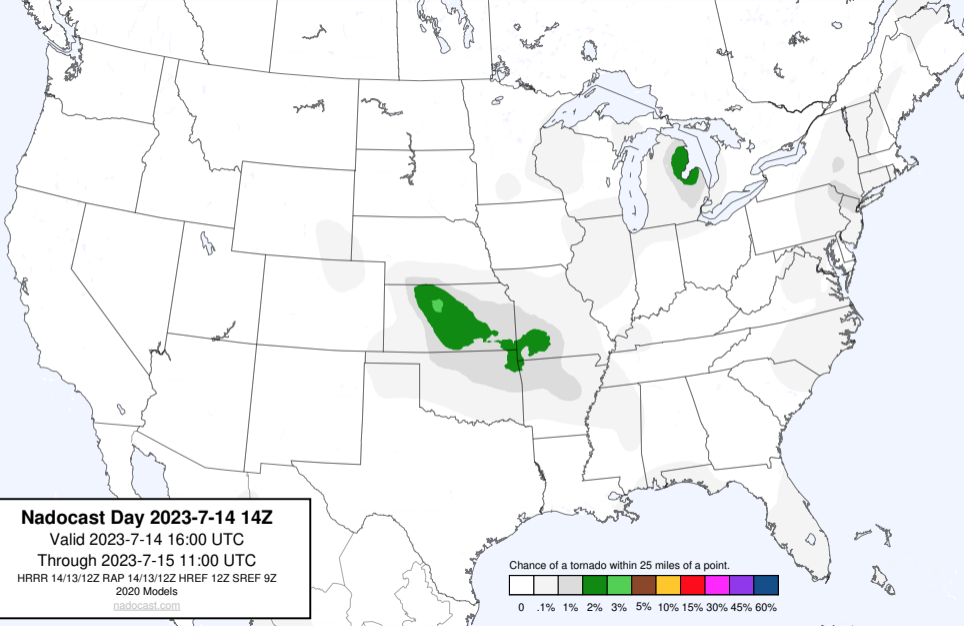 Nadocast Day 2023-7-14 14Z
Valid 2023-7-14 16:00 UTC
Through 2023-7-15 11:00 UTC
HRRR 14/13/12Z RAP 14/13/12Z HREF 12Z SREF 9Z
2020 Models
nadocast.com
Chance of a tornado within 25 miles of a point.
0 .1% 1% 2% 3% 5% 10% 15% 30% 45% 60%